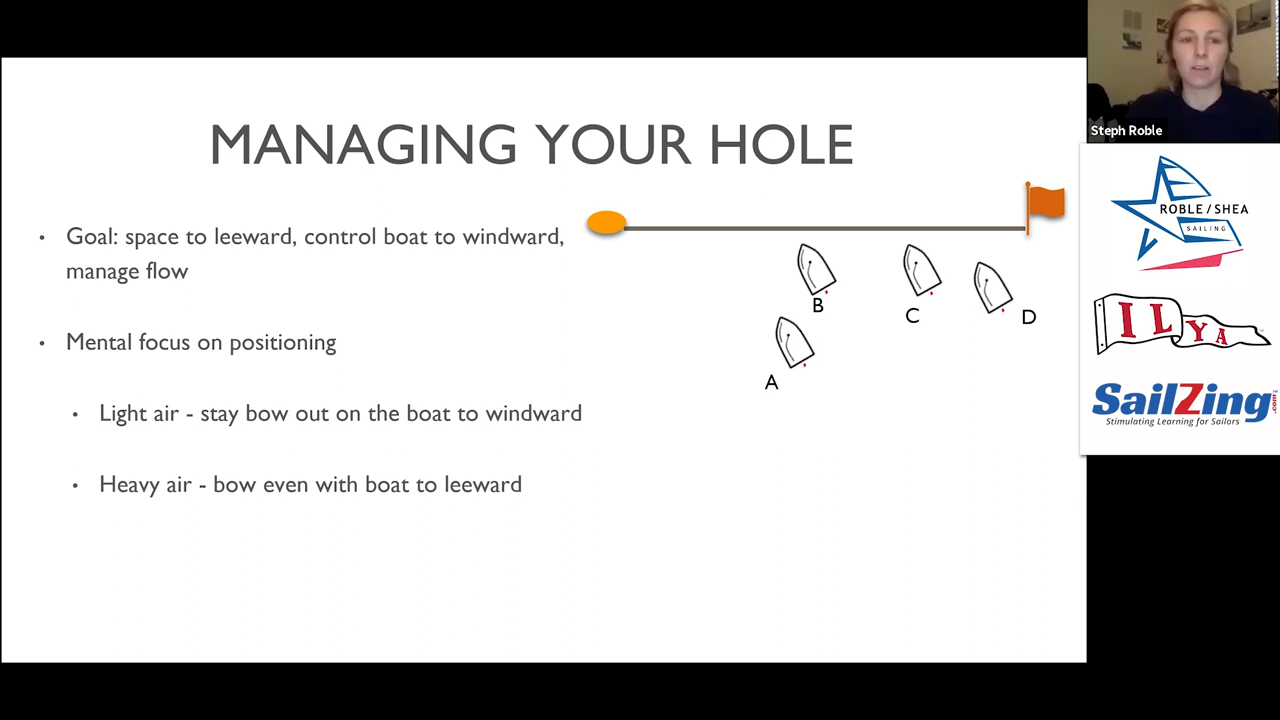 MANAGING YOUR HOLE
• Goal: space to leeward, control boat to windward,
manage flow
• Mental focus on positioning
• Light air - stay bow out on the boat to windward
• Heavy air - bow even with boat to leeward
B
C
D
A
Steph Roble
ROBLE / SHEA
SAILING
ILYA
SailZing
Stimulating Learning for Sailors